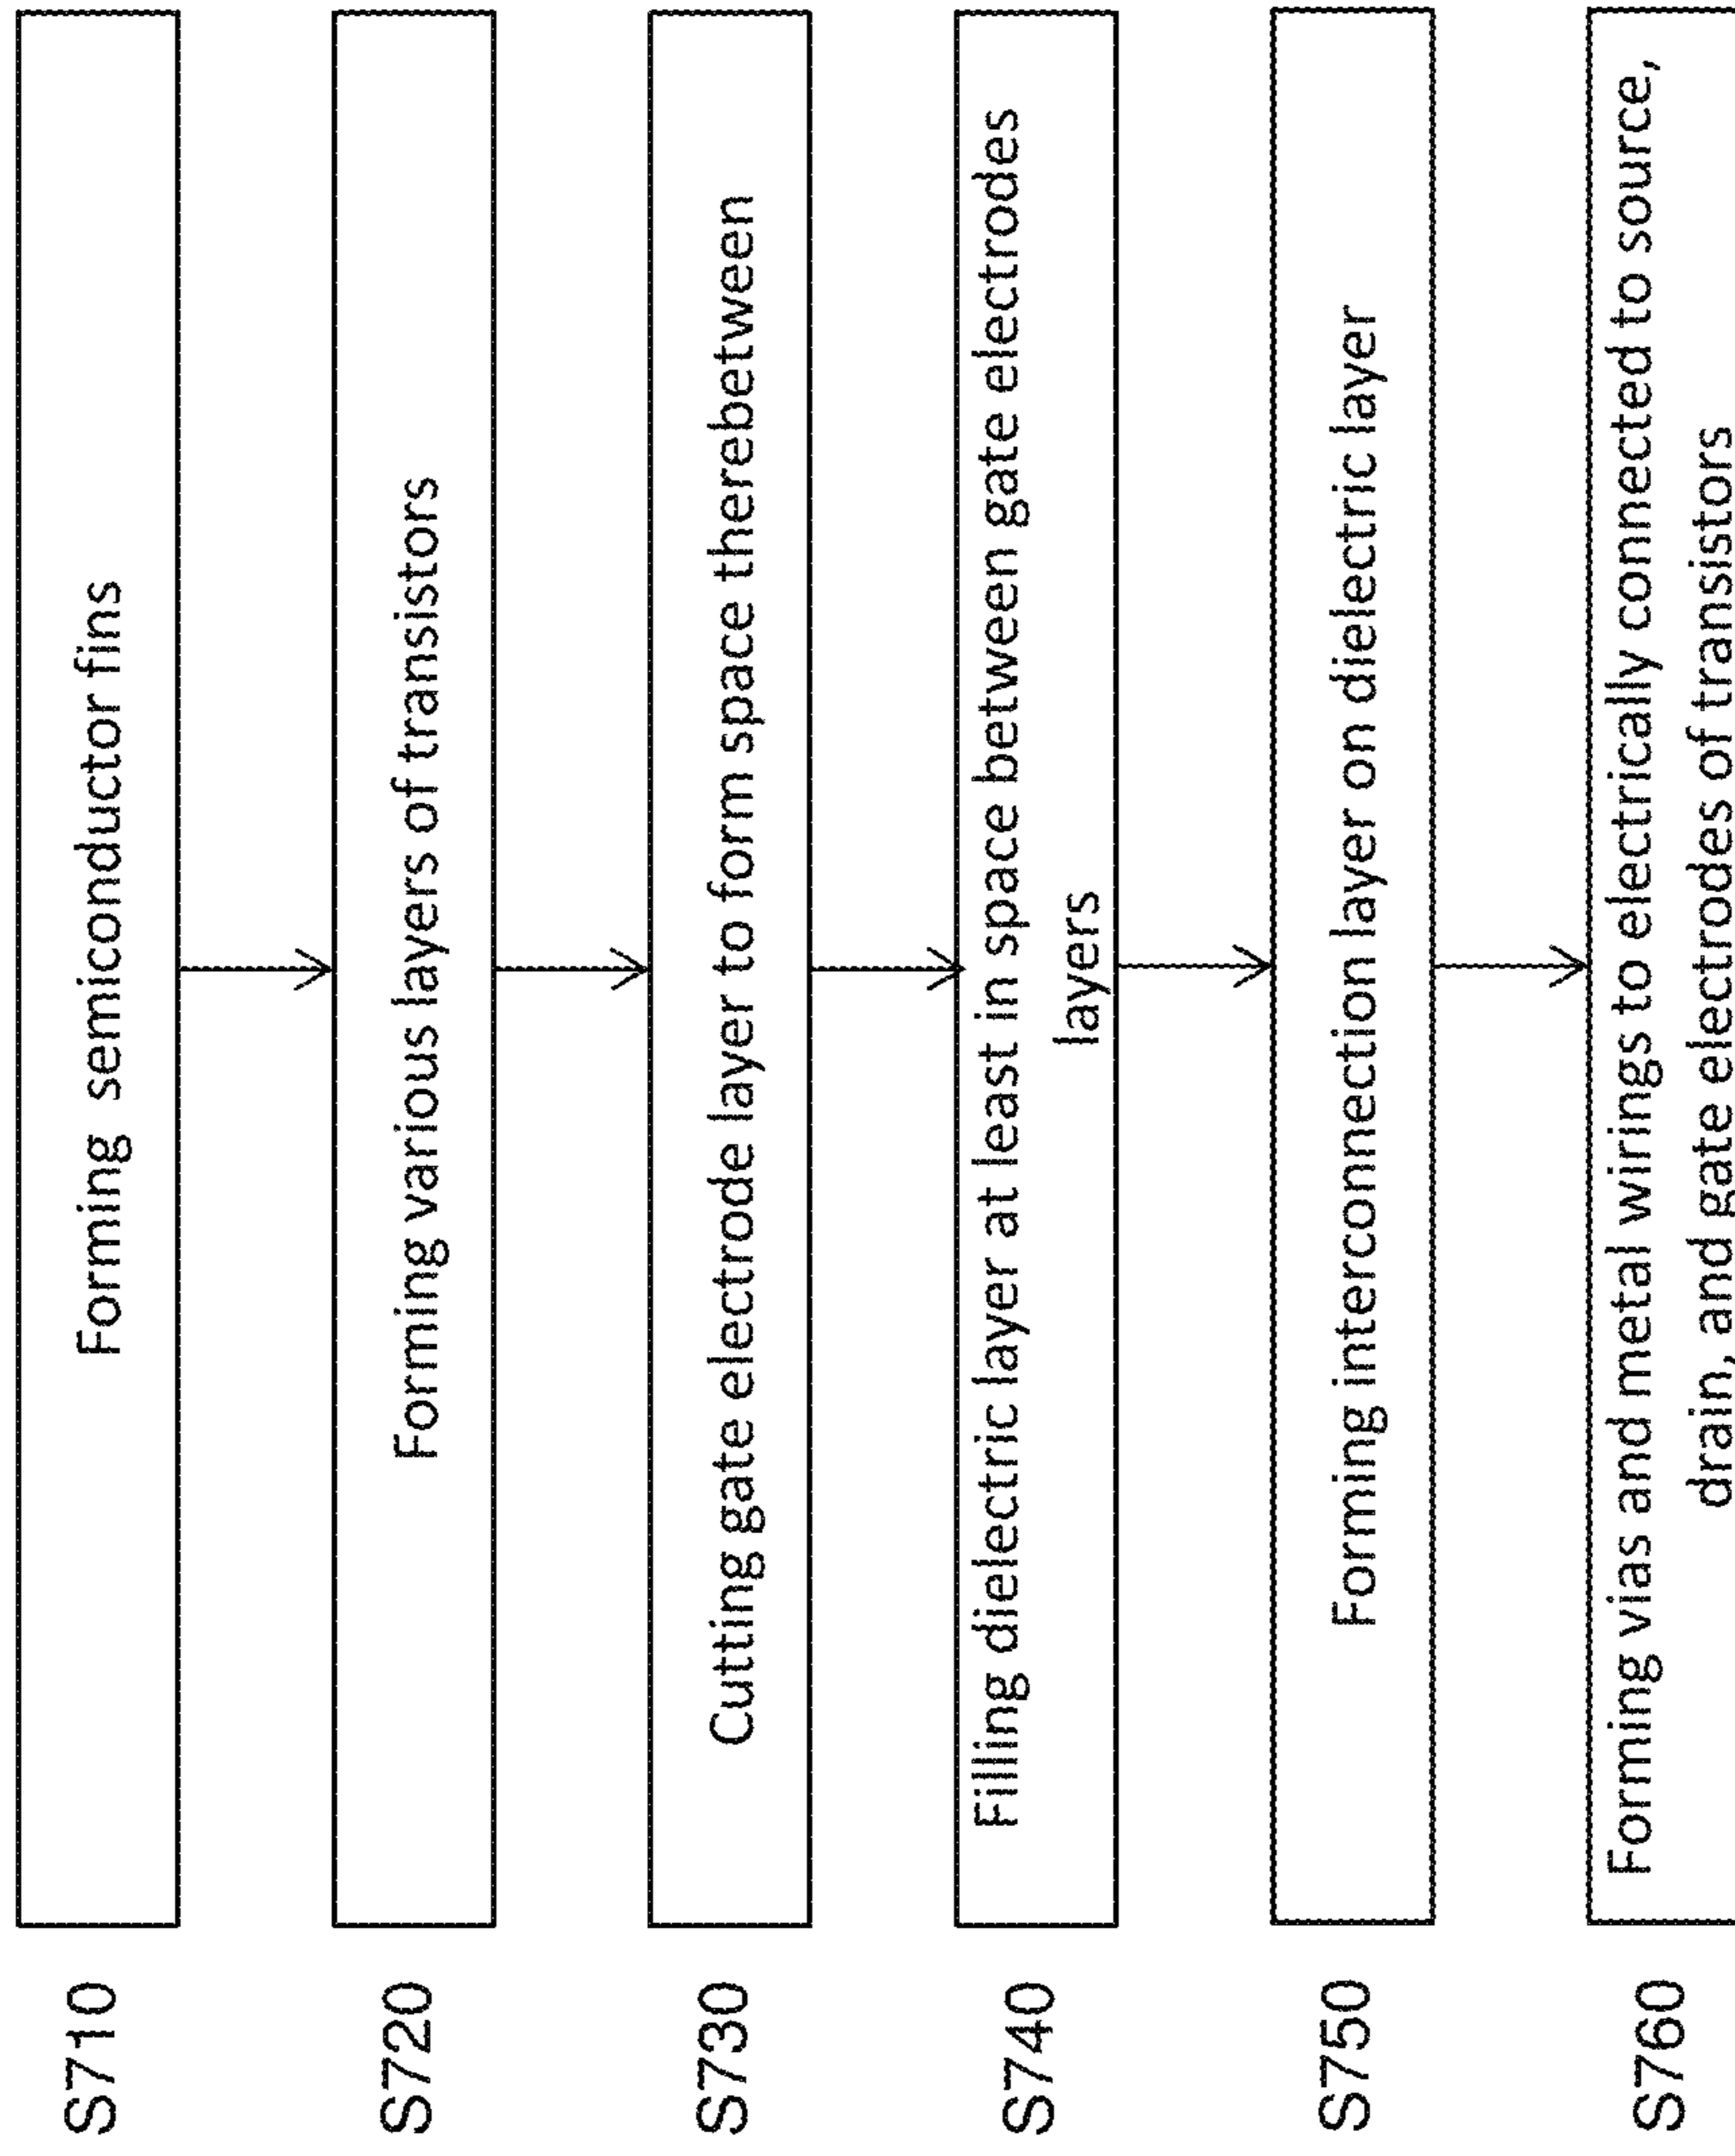 S710
Forming semiconductor fins
S720
Forming various layers of transistors
S730
Cutting gate electrode layer to form space therebetween
S740
Filling dielectric layer at least in space between gate electrodes
layers
S750
Forming interconnection layer on dielectric layer
S760
Forming vias and metal wirings to electrically connected to source,
drain, and gate electrodes of transistors